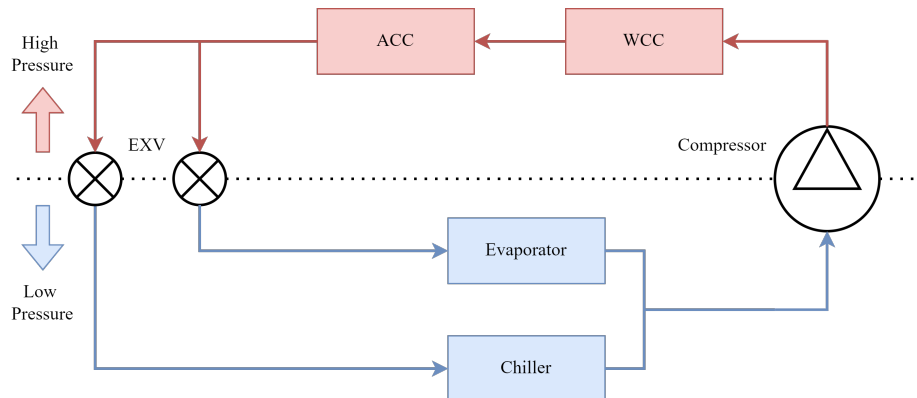 ACC
WCC
High
Pressure
EXV
Compressor
Evaporator
Low
Pressure
Chiller